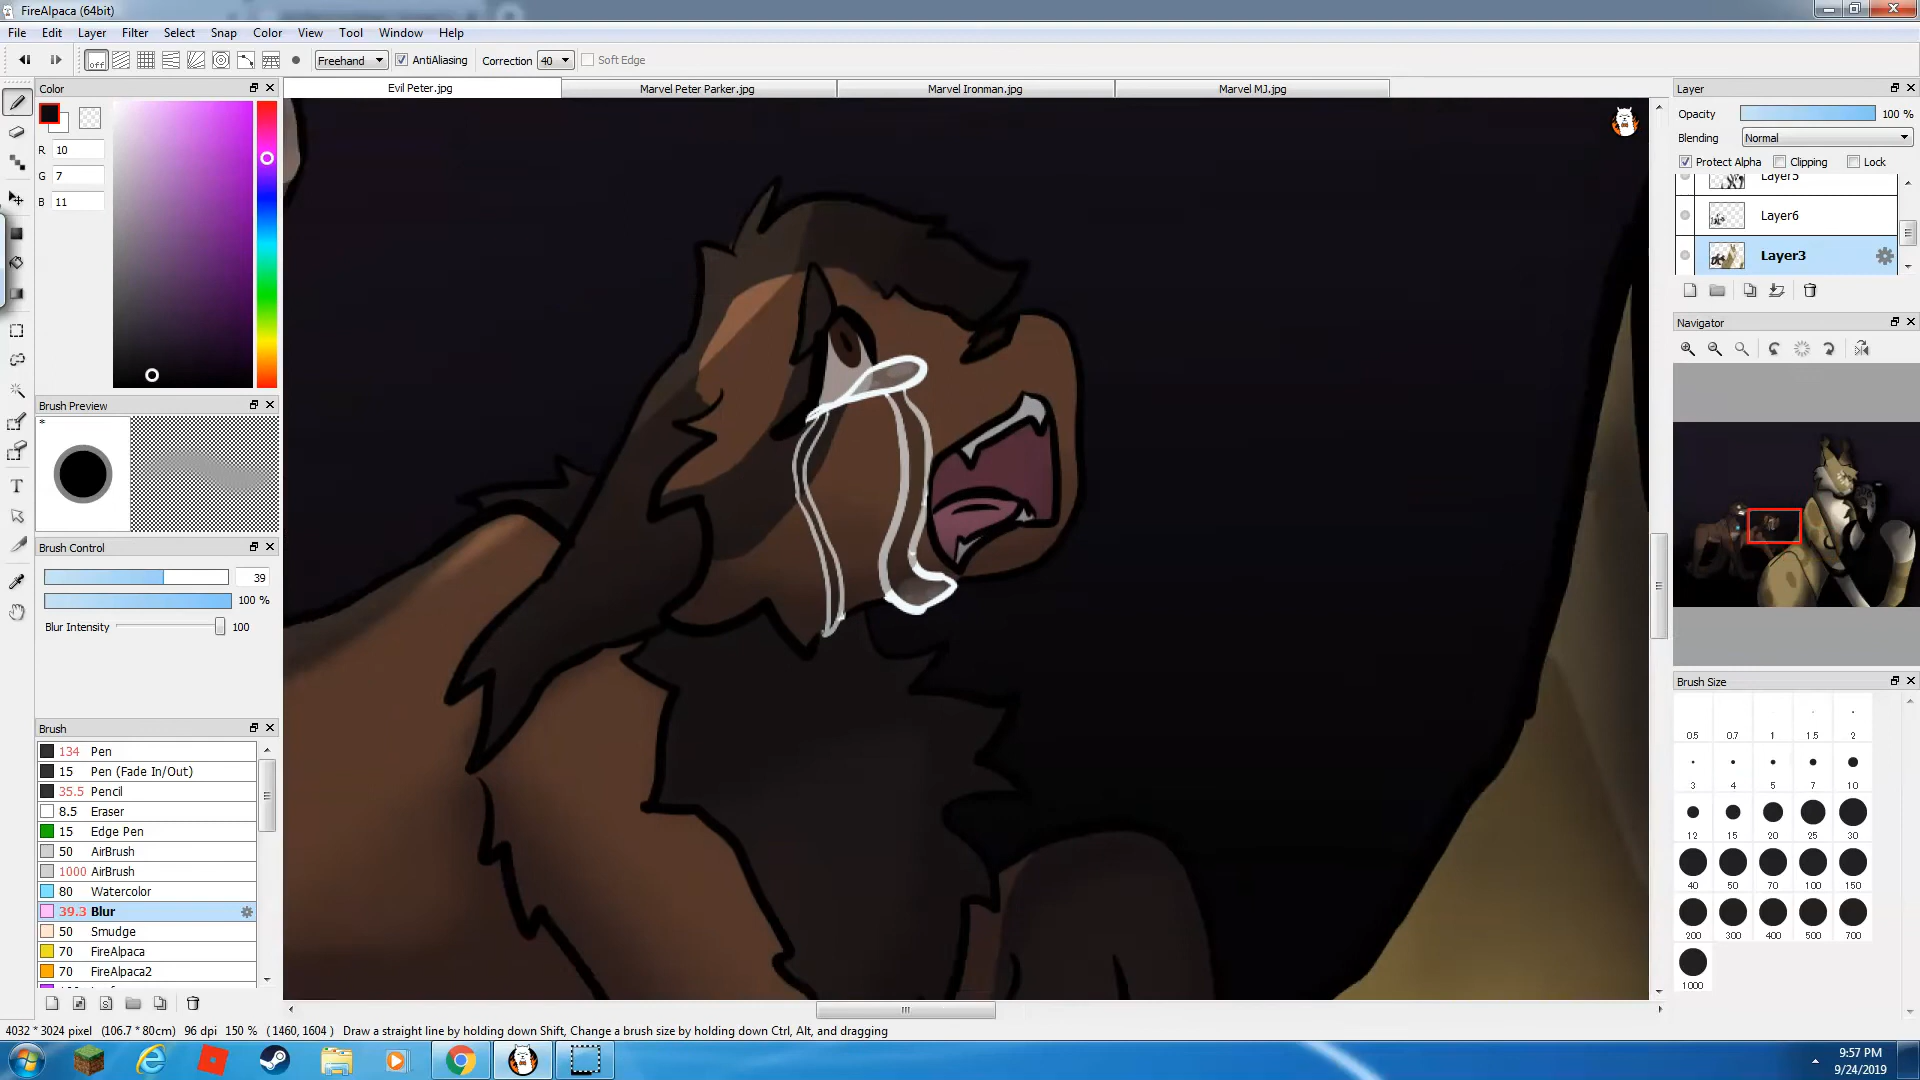 FireAlpaca (64bit)
File Edit Layer Filter Select Snap Color View Tool Window Help
off Freehand AntiAliasing Correction 40 Soft Edge
Color
R 10
G 7
B 11
Brush Preview
*
Brush Control
39
100 %
Blur Intensity 100
Brush
134 Pen
15 Pen (Fade In/Out)
35.5 Pencil
8.5 Eraser
15 Edge Pen
50 AirBrush
1000 AirBrush
80 Watercolor
39.3 Blur
50 Smudge
70 FireAlpaca
70 FireAlpaca2
Evil Peter.jpg Marvel Peter Parker.jpg Marvel Ironman.jpg Marvel MJ.jpg
Layer
Opacity 100 %
Blending Normal
Protect Alpha Clipping Lock
Layer5
Layer6
Layer3
Navigator
Brush Size
0.5 0.7 1 1.5 2
3 4 5 7 10
12 15 20 25 30
40 50 70 100 150
200 300 400 500 700
1000
4032 * 3024 pixel (106.7 * 80cm) 96 dpi 150 % ( 1460, 1604 ) Draw a straight line by holding down Shift, Change a brush size by holding down Ctrl, Alt, and dragging
9:57 PM
9/24/2019